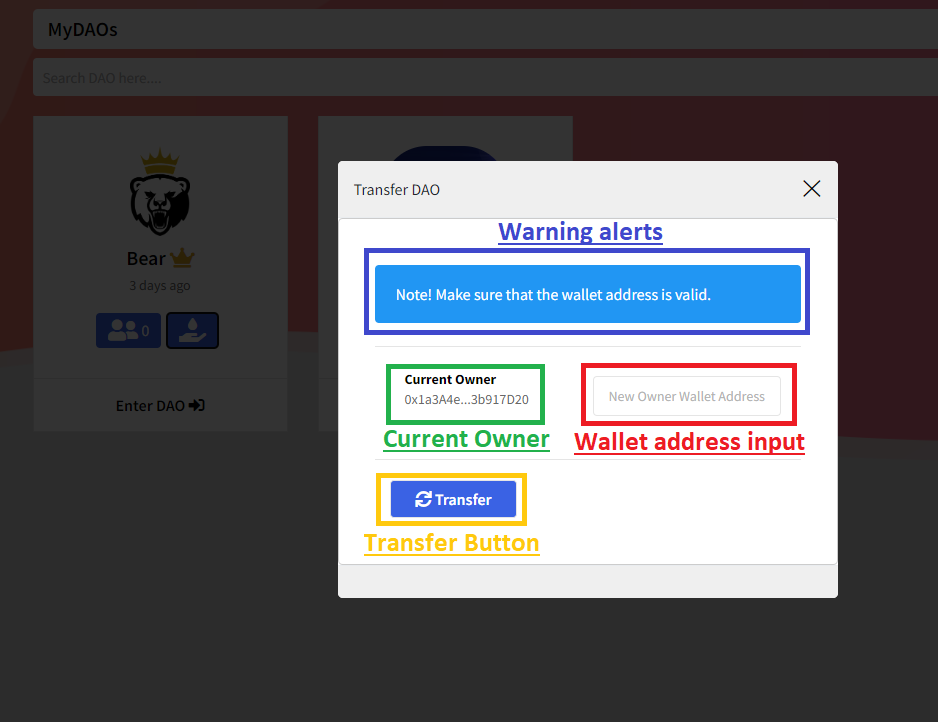 MyDAOs
Search DAO here....
Bear
3 days ago
0
Enter DAO
Transfer DAO
Warning alerts
Note! Make sure that the wallet address is valid.
Current Owner
0x1a3A4e...3b917D20
New Owner Wallet Address
Current Owner
Wallet address input
Transfer
Transfer Button